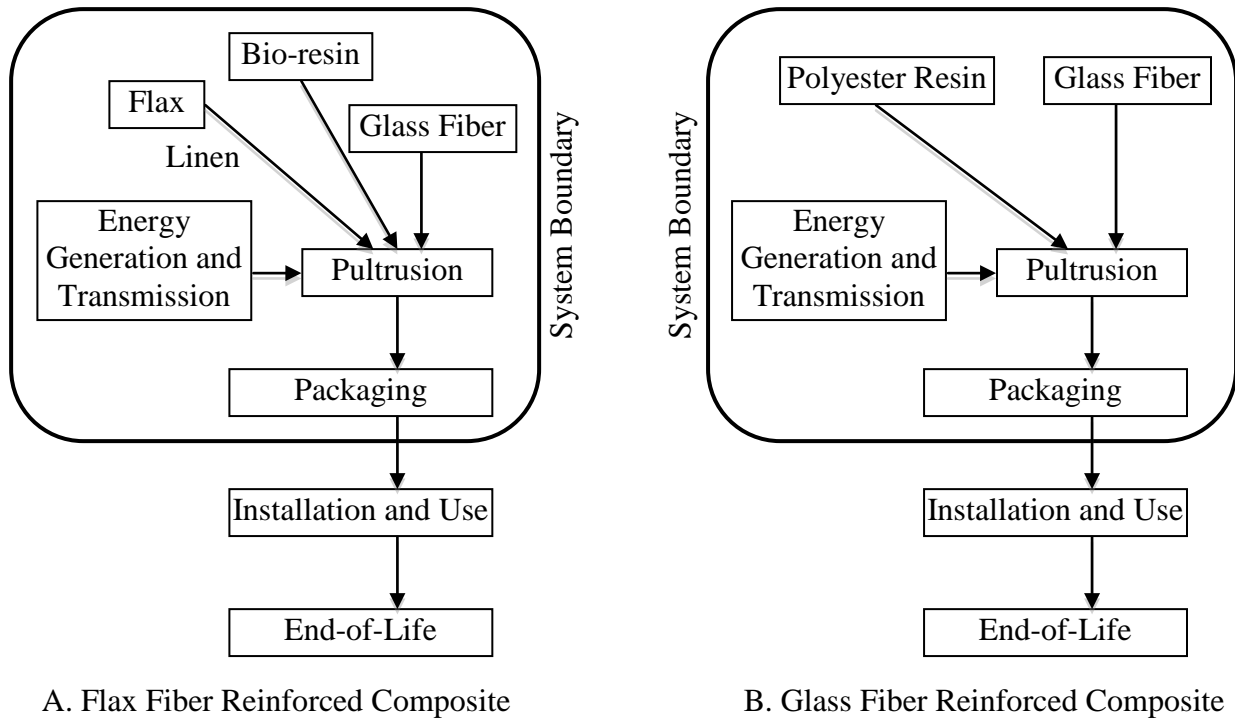 Bio-resin
Flax
Glass Fiber
Linen
Energy
Generation and
Transmission
Pultrusion
Packaging
System Boundary
Installation and Use
End-of-Life
A. Flax Fiber Reinforced Composite
Polyester Resin
Glass Fiber
System Boundary
Energy
Generation and
Transmission
Pultrusion
Packaging
Installation and Use
End-of-Life
B. Glass Fiber Reinforced Composite